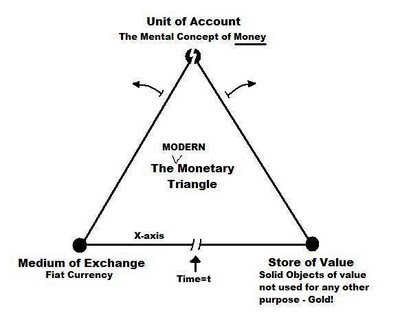 Unit of Account
The Mental Concept of Money
MODERN
The Monetary
Triangle
X-axis
Medium of Exchange
Fiat Currency
Time=t
Store of Value
Solid Objects of value
not used for any other
purpose - Gold!